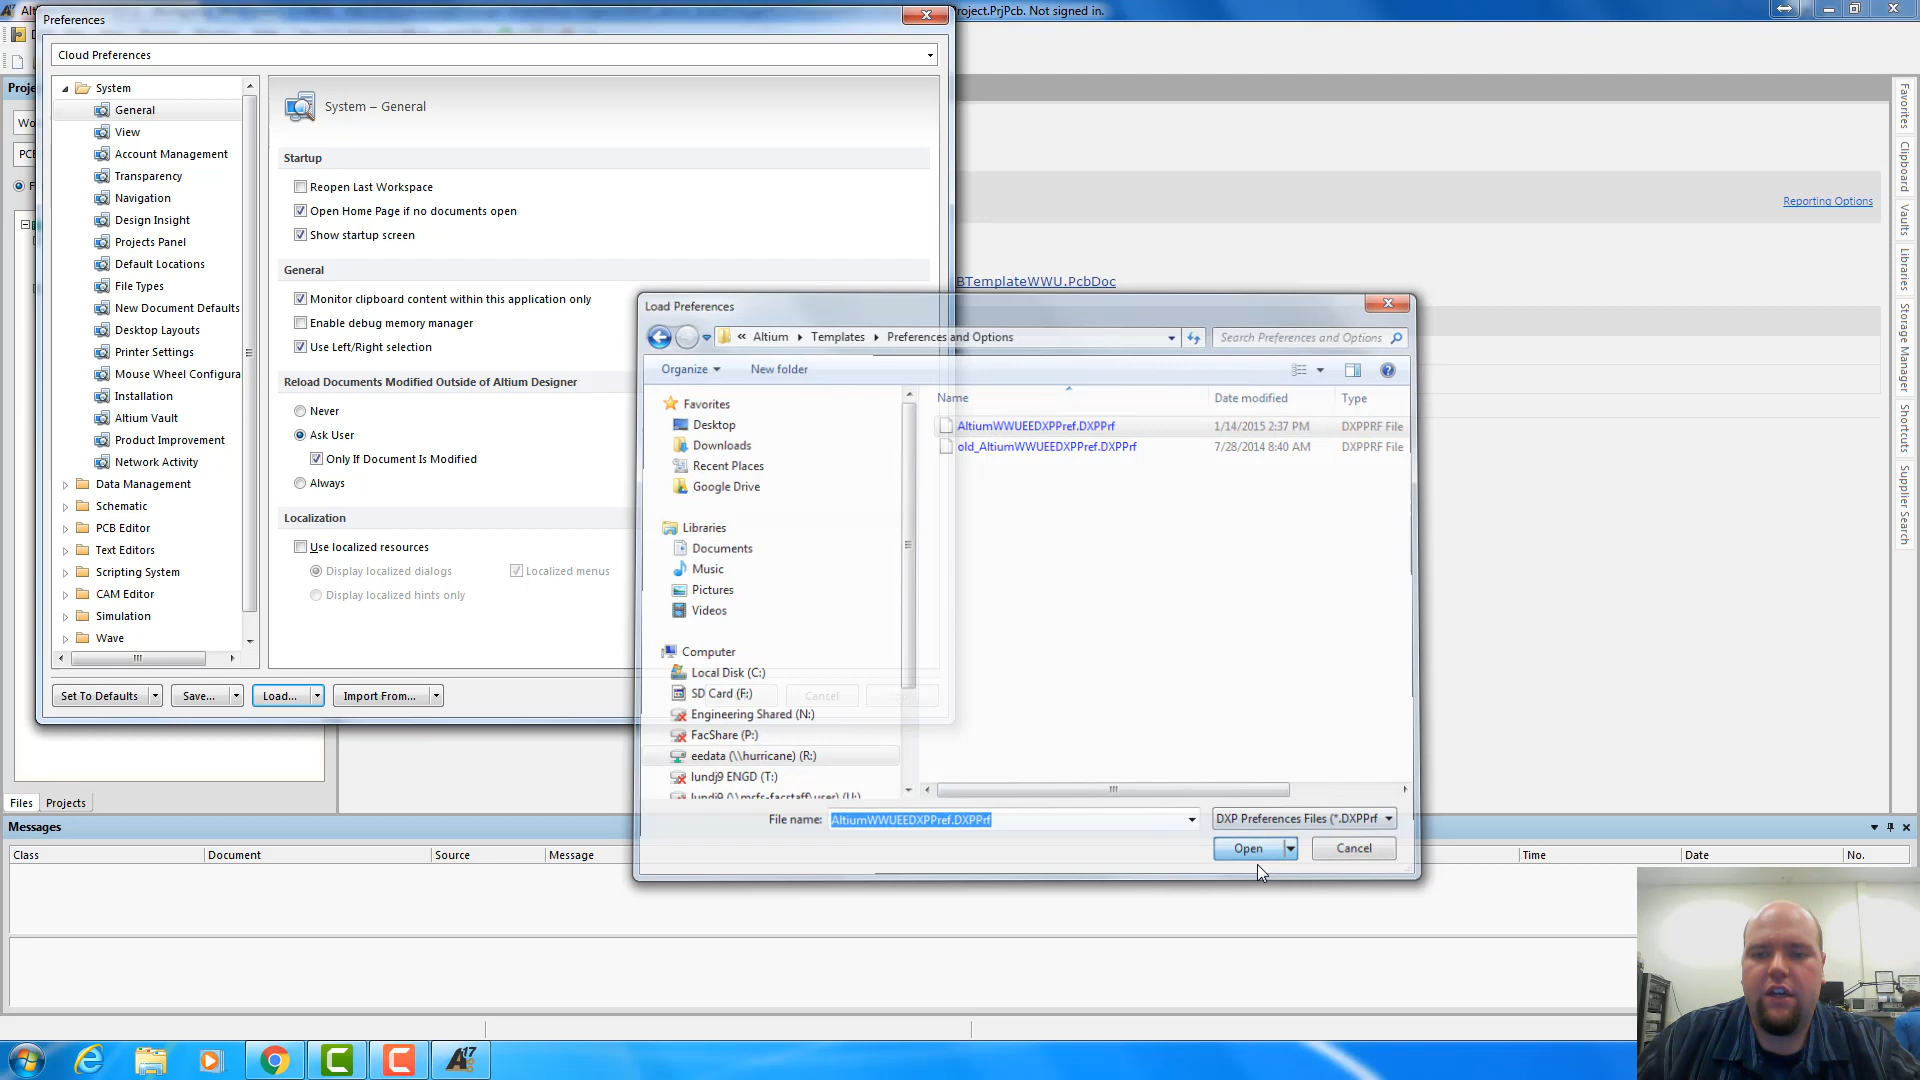 Alti
Preferences
roject.PrjPcb. Not signed in.
Cloud Preferences
Proje
Wo
PCE
F
System
General
View
Account Management
Transparency
Navigation
Design Insight
Projects Panel
Default Locations
File Types
New Document Defaults
Desktop Layouts
Printer Settings
Mouse Wheel Configura
Installation
Altium Vault
Product Improvement
Network Activity
Data Management
Schematic
PCB Editor
Text Editors
Scripting System
CAM Editor
Simulation
Wave
System – General
Startup
Reopen Last Workspace
Open Home Page if no documents open
Show startup screen
General
Monitor clipboard content within this application only
Enable debug memory manager
Use Left/Right selection
Reload Documents Modified Outside of Altium Designer
Never
Ask User
Only If Document Is Modified
Always
Localization
Use localized resources
Display localized dialogs
Localized menus
Display localized hints only
Set To Defaults
Save...
Load...
Import From...
Cancel
Reporting Options
BTemplateWWU.PcbDoc
Load Preferences
« Altium
Templates
Preferences and Options
Search Preferences and Options
Organize
New folder
Favorites
Desktop
Downloads
Recent Places
Google Drive
Libraries
Documents
Music
Pictures
Videos
Computer
Local Disk (C:)
SD Card (F:)
Engineering Shared (N:)
FacShare (P:)
eedata (\\hurricane) (R:)
lundj9 ENGD (T:)
lundj9 (\\msfs-facstaff\user) (U:)
Name Date modified Type
AltiumWWUEEDXPPref.DXPPrf 1/14/2015 2:37 PM DXPPRF File
old_AltiumWWUEEDXPPref.DXPPrf 7/28/2014 8:40 AM DXPPRF File
File name: AltiumWWUEEDXPPref.DXPPrf
DXP Preferences Files (*.DXPPrf
Open
Cancel
Favorites
Clipboard
Vaults
Libraries
Storage Manager
Shortcuts
Supplier Search
Files
Projects
Messages
Class Document Source Message Time Date No.
17